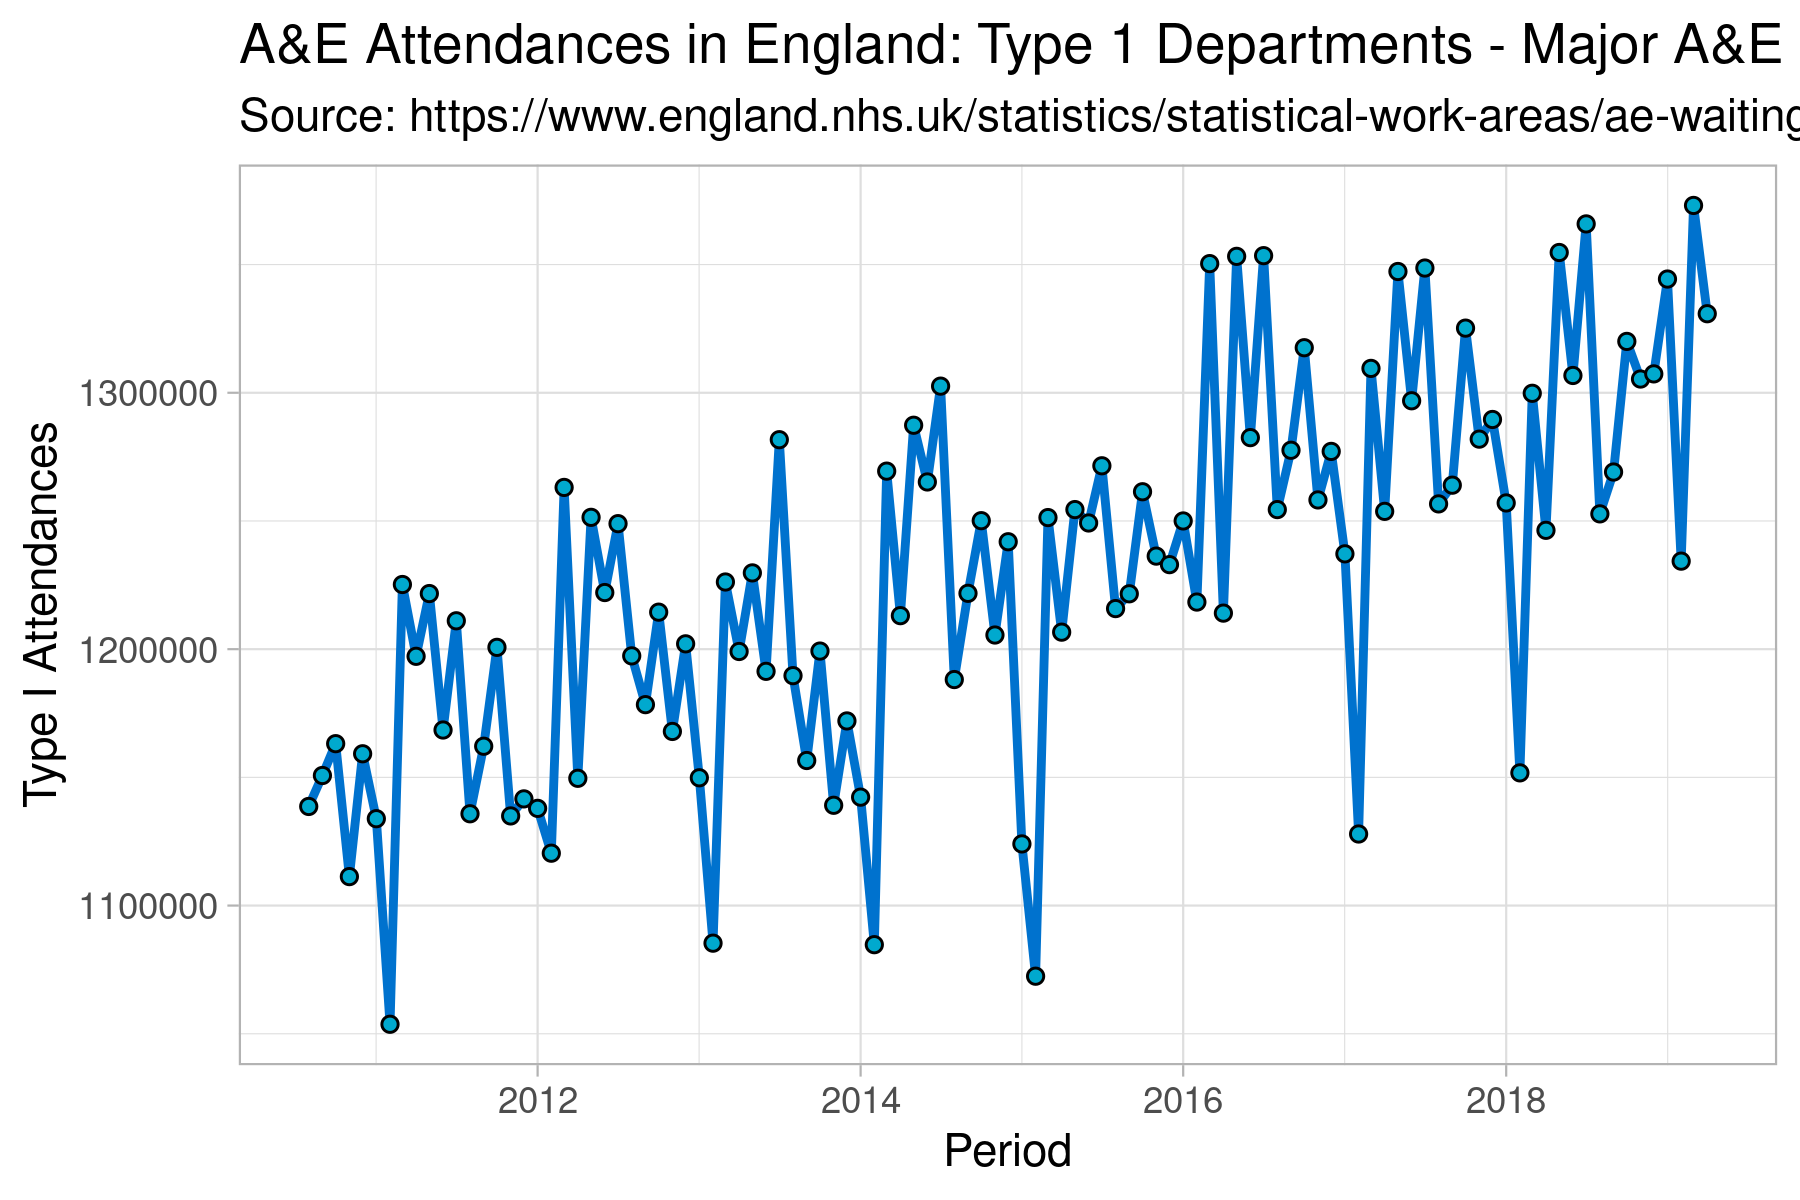 A&E Attendances in England: Type 1 Departments - Major A&E
Source: https://www.england.nhs.uk/statistics/statistical-work-areas/ae-waiting
Type I Attendances
1300000
1200000
1100000
2012 2014 2016 2018
Period